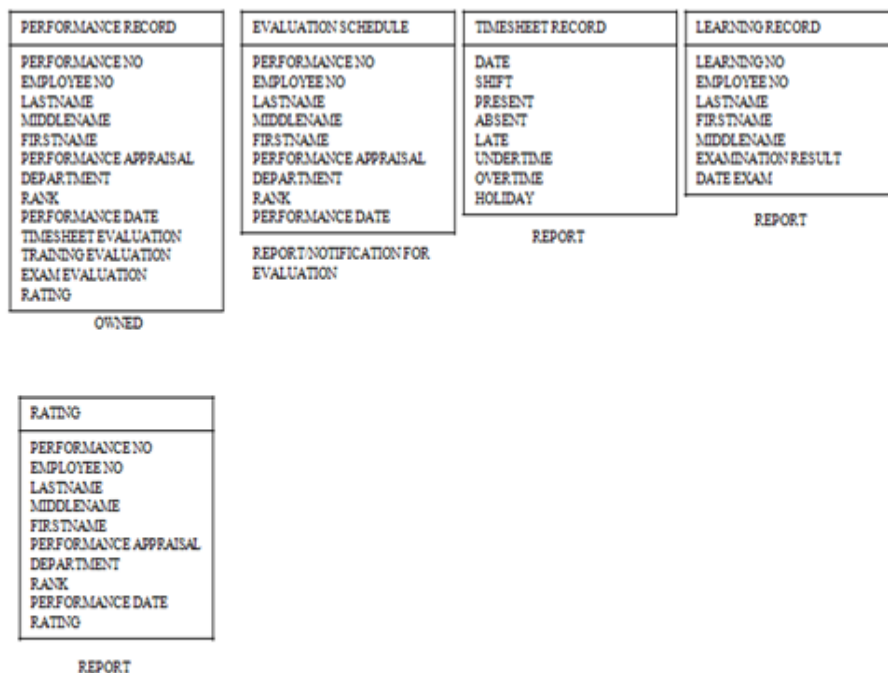 PERFORMANCE RECORD
PERFORMANCE NO
EMPLOYEE NO
LASTNAME
MIDDLENAME
FIRSTNAME
PERFORMANCE APPRAISAL
DEPARTMENT
RANK
PERFORMANCE DATE
TIMESHEET EVALUATION
TRAINING EVALUATION
EXAM EVALUATION
RATING
OWNED
EVALUATION SCHEDULE
PERFORMANCE NO
EMPLOYEE NO
LASTNAME
MIDDLENAME
FIRSTNAME
PERFORMANCE APPRAISAL
DEPARTMENT
RANK
PERFORMANCE DATE
REPORT/NOTIFICATION FOR
EVALUATION
TIMESHEET RECORD
DATE
SHIFT
PRESENT
ABSENT
LATE
UNDERTIME
OVERTIME
HOLIDAY
REPORT
LEARNING RECORD
LEARNING NO
EMPLOYEE NO
LASTNAME
FIRSTNAME
MIDDLENAME
EXAMINATION RESULT
DATE EXAM
REPORT
RATING
PERFORMANCE NO
EMPLOYEE NO
LASTNAME
MIDDLENAME
FIRSTNAME
PERFORMANCE APPRAISAL
DEPARTMENT
RANK
PERFORMANCE DATE
RATING
REPORT